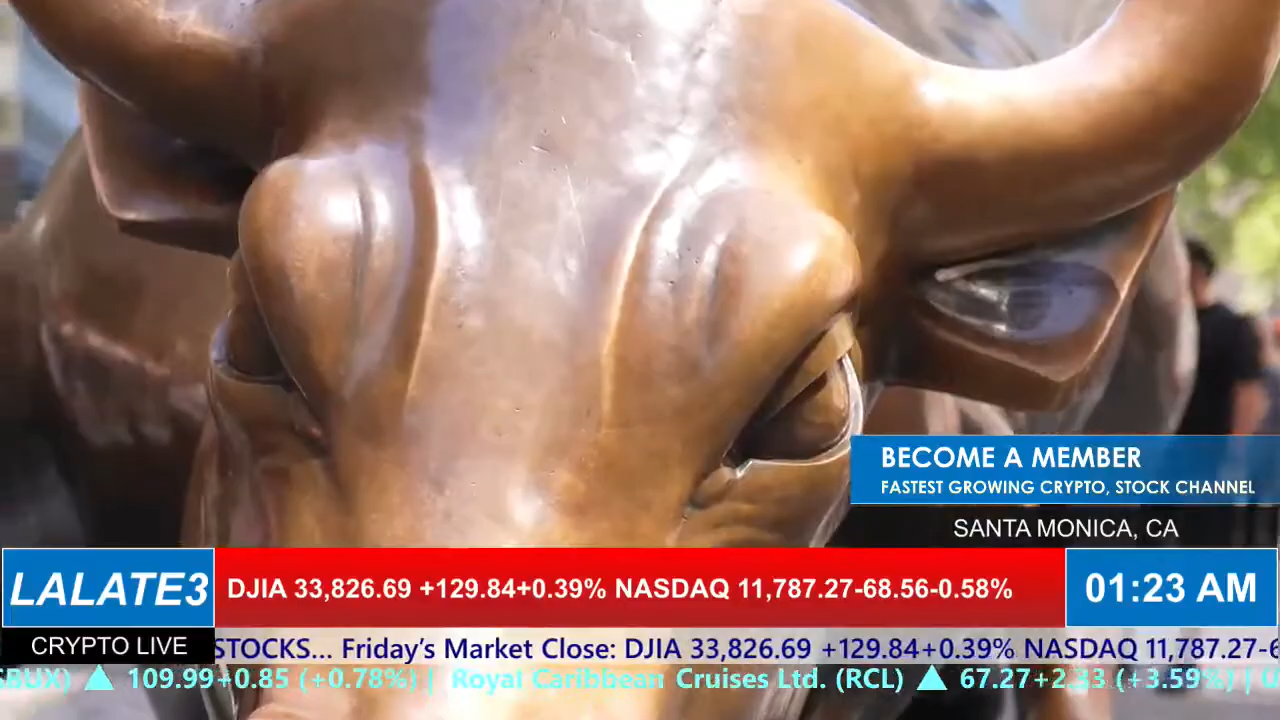 BECOME A MEMBER
FASTEST GROWING CRYPTO, STOCK CHANNEL
SANTA MONICA, CA
LALATE3
DJIA 33,826.69 +129.84+0.39% NASDAQ 11,787.27-68.56-0.58%
01:23 AM
CRYPTO LIVE
STOCKS... Friday's Market Close: DJIA 33,826.69 +129.84+0.39% NASDAQ 11,787.27-6
SBUX) ▲ 109.99+0.85 (+0.78%) | Royal Caribbean Cruises Ltd. (RCL) ▲ 67.27+2.33 (+3.59%) |